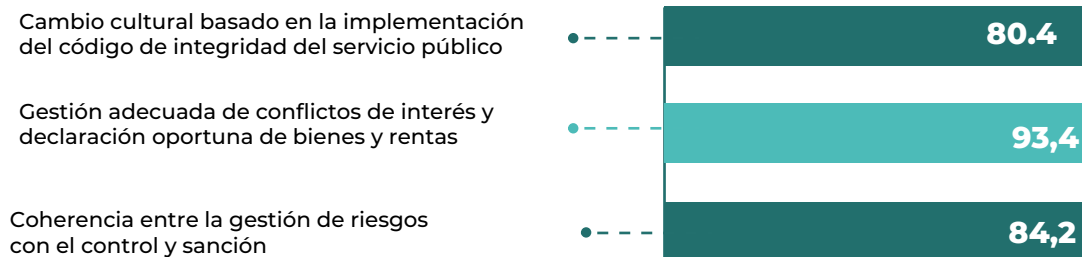 Cambio cultural basado en la implementación
del código de integridad del servicio público
80.4
Gestión adecuada de conflictos de interés y
declaración oportuna de bienes y rentas
93,4
Coherencia entre la gestión de riesgos
con el control y sanción
84,2